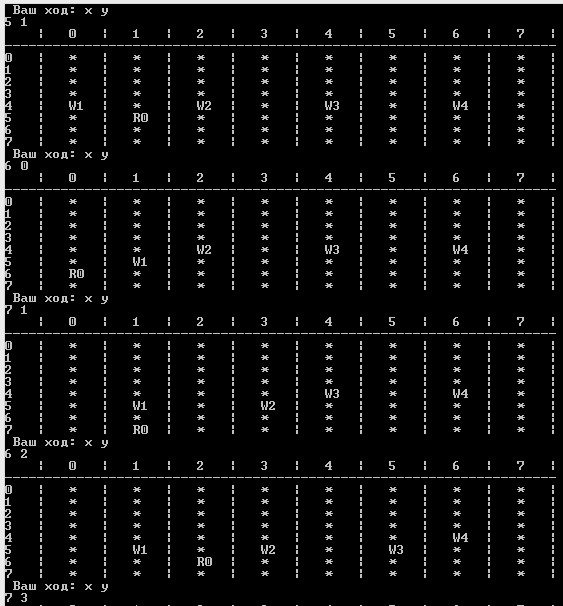 Ваш ход: x y
5 1
¦ 0 ¦ 1 ¦ 2 ¦ 3 ¦ 4 ¦ 5 ¦ 6 ¦ 7 ¦
0 ¦ * ¦ * ¦ * ¦ * ¦ * ¦ * ¦ * ¦ * ¦
1 ¦ * ¦ * ¦ * ¦ * ¦ * ¦ * ¦ * ¦ * ¦
2 ¦ * ¦ * ¦ * ¦ * ¦ * ¦ * ¦ * ¦ * ¦
3 ¦ * ¦ * ¦ * ¦ * ¦ * ¦ * ¦ * ¦ * ¦
4 ¦ W1 ¦ * ¦ W2 ¦ * ¦ W3 ¦ * ¦ W4 ¦ * ¦
5 ¦ * ¦ R0 ¦ * ¦ * ¦ * ¦ * ¦ * ¦ * ¦
6 ¦ * ¦ * ¦ * ¦ * ¦ * ¦ * ¦ * ¦ * ¦
7 ¦ * ¦ * ¦ * ¦ * ¦ * ¦ * ¦ * ¦ * ¦
Ваш ход: x y
6 0
¦ 0 ¦ 1 ¦ 2 ¦ 3 ¦ 4 ¦ 5 ¦ 6 ¦ 7 ¦
0 ¦ * ¦ * ¦ * ¦ * ¦ * ¦ * ¦ * ¦ * ¦
1 ¦ * ¦ * ¦ * ¦ * ¦ * ¦ * ¦ * ¦ * ¦
2 ¦ * ¦ * ¦ * ¦ * ¦ * ¦ * ¦ * ¦ * ¦
3 ¦ * ¦ * ¦ * ¦ * ¦ * ¦ * ¦ * ¦ * ¦
4 ¦ * ¦ * ¦ W2 ¦ * ¦ W3 ¦ * ¦ W4 ¦ * ¦
5 ¦ * ¦ W1 ¦ * ¦ * ¦ * ¦ * ¦ * ¦ * ¦
6 ¦ R0 ¦ * ¦ * ¦ * ¦ * ¦ * ¦ * ¦ * ¦
7 ¦ * ¦ * ¦ * ¦ * ¦ * ¦ * ¦ * ¦ * ¦
Ваш ход: x y
7 1
¦ 0 ¦ 1 ¦ 2 ¦ 3 ¦ 4 ¦ 5 ¦ 6 ¦ 7 ¦
0 ¦ * ¦ * ¦ * ¦ * ¦ * ¦ * ¦ * ¦ * ¦
1 ¦ * ¦ * ¦ * ¦ * ¦ * ¦ * ¦ * ¦ * ¦
2 ¦ * ¦ * ¦ * ¦ * ¦ * ¦ * ¦ * ¦ * ¦
3 ¦ * ¦ * ¦ * ¦ * ¦ * ¦ * ¦ * ¦ * ¦
4 ¦ * ¦ * ¦ * ¦ * ¦ W3 ¦ * ¦ W4 ¦ * ¦
5 ¦ * ¦ W1 ¦ * ¦ W2 ¦ * ¦ * ¦ * ¦ * ¦
6 ¦ * ¦ * ¦ * ¦ * ¦ * ¦ * ¦ * ¦ * ¦
7 ¦ * ¦ R0 ¦ * ¦ * ¦ * ¦ * ¦ * ¦ * ¦
Ваш ход: x y
6 2
¦ 0 ¦ 1 ¦ 2 ¦ 3 ¦ 4 ¦ 5 ¦ 6 ¦ 7 ¦
0 ¦ * ¦ * ¦ * ¦ * ¦ * ¦ * ¦ * ¦ * ¦
1 ¦ * ¦ * ¦ * ¦ * ¦ * ¦ * ¦ * ¦ * ¦
2 ¦ * ¦ * ¦ * ¦ * ¦ * ¦ * ¦ * ¦ * ¦
3 ¦ * ¦ * ¦ * ¦ * ¦ * ¦ * ¦ * ¦ * ¦
4 ¦ * ¦ * ¦ * ¦ * ¦ * ¦ * ¦ W4 ¦ * ¦
5 ¦ * ¦ W1 ¦ * ¦ W2 ¦ * ¦ W3 ¦ * ¦ * ¦
6 ¦ * ¦ * ¦ R0 ¦ * ¦ * ¦ * ¦ * ¦ * ¦
7 ¦ * ¦ * ¦ * ¦ * ¦ * ¦ * ¦ * ¦ * ¦
Ваш ход: x y
7 3